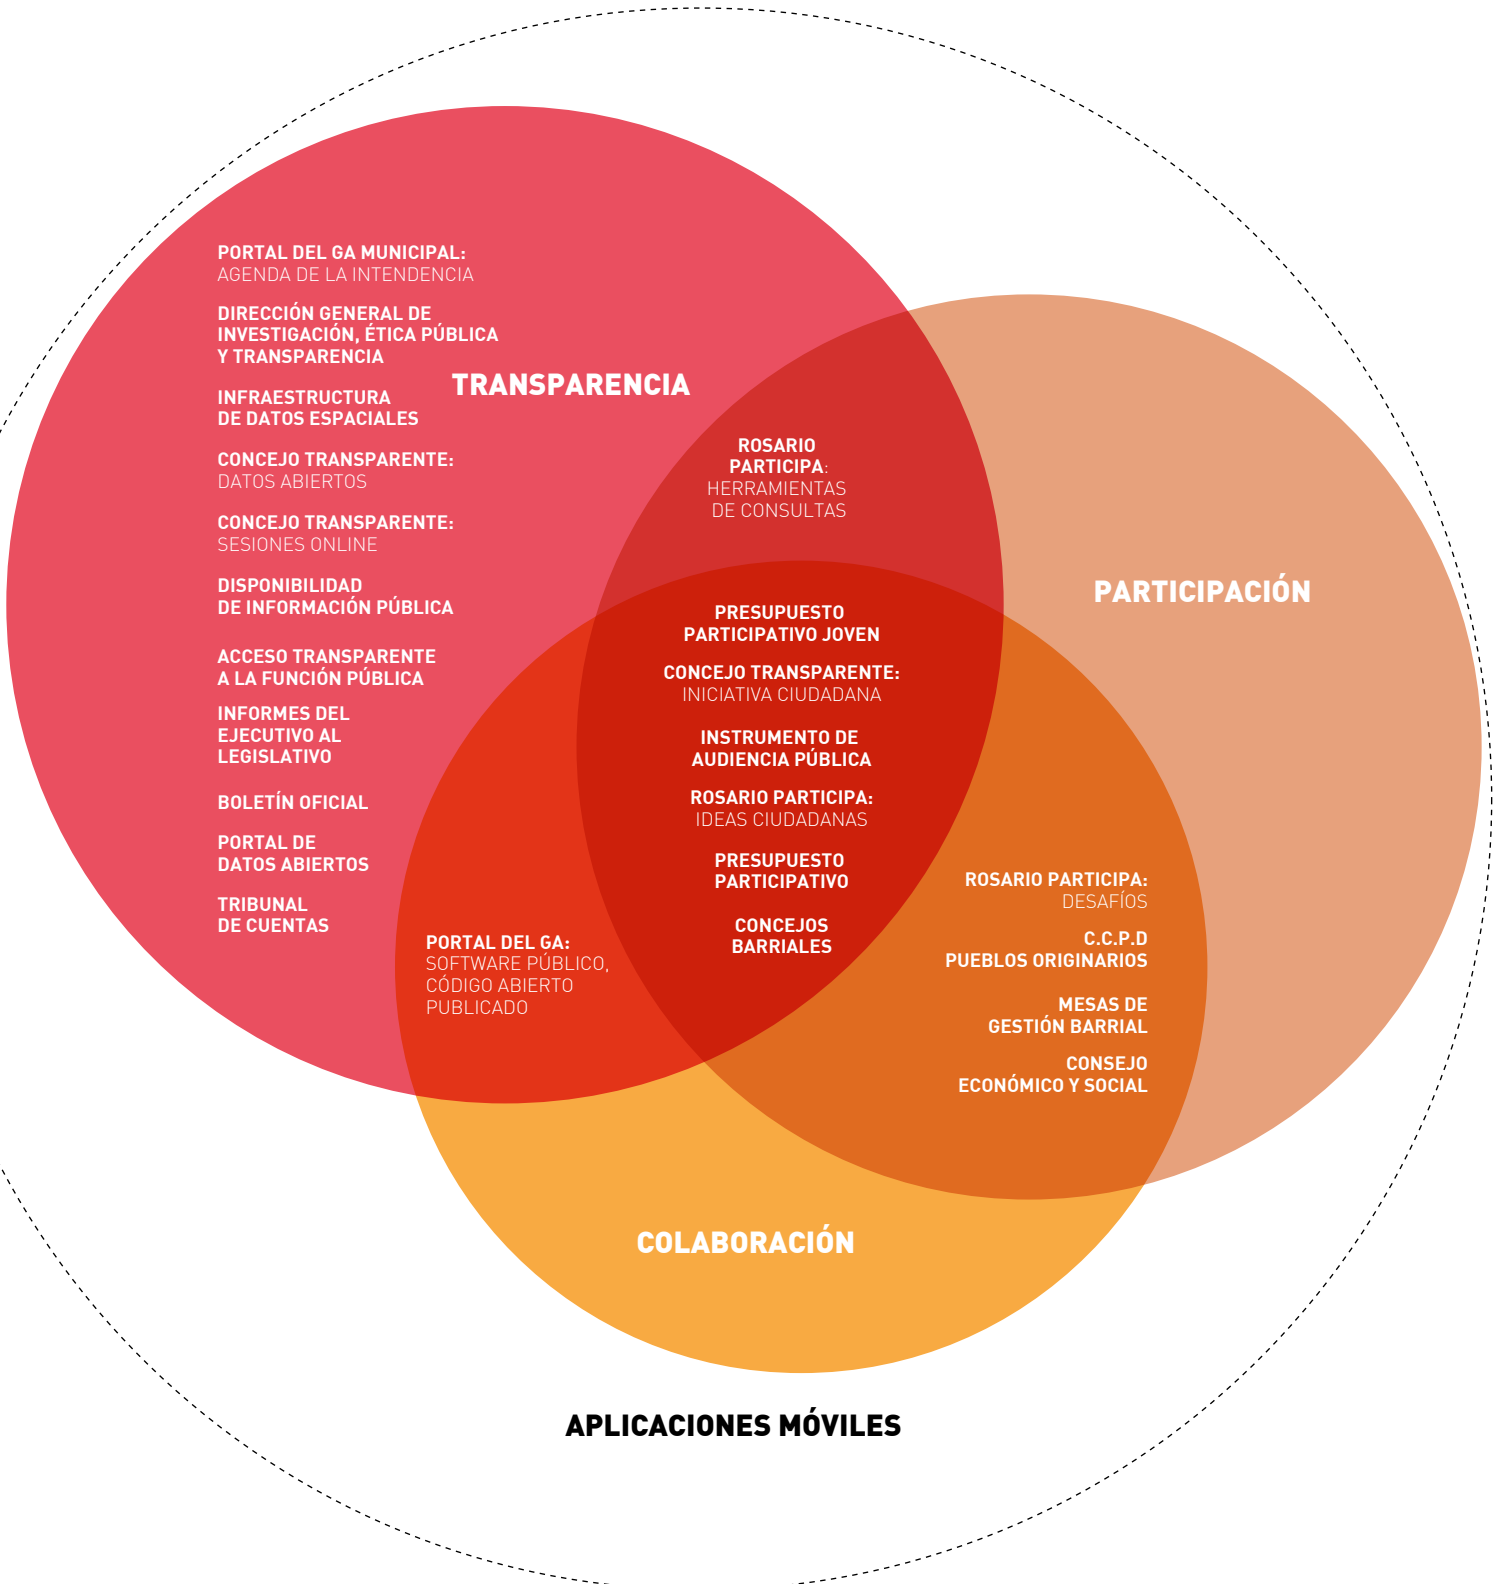 PORTAL DEL GA MUNICIPAL:
AGENDA DE LA INTENDENCIA
DIRECCIÓN GENERAL DE
INVESTIGACIÓN, ÉTICA PÚBLICA
Y TRANSPARENCIA
INFRAESTRUCTURA
DE DATOS ESPACIALES
CONCEJO TRANSPARENTE:
DATOS ABIERTOS
CONCEJO TRANSPARENTE:
SESIONES ONLINE
DISPONIBILIDAD
DE INFORMACIÓN PÚBLICA
ACCESO TRANSPARENTE
A LA FUNCIÓN PÚBLICA
INFORMES DEL
EJECUTIVO AL
LEGISLATIVO
BOLETÍN OFICIAL
PORTAL DE
DATOS ABIERTOS
TRIBUNAL
DE CUENTAS
TRANSPARENCIA
ROSARIO
PARTICIPA:
HERRAMIENTAS
DE CONSULTAS
PARTICIPACIÓN
PRESUPUESTO
PARTICIPATIVO JOVEN
CONCEJO TRANSPARENTE:
INICIATIVA CIUDADANA
INSTRUMENTO DE
AUDIENCIA PÚBLICA
ROSARIO PARTICIPA:
IDEAS CIUDADANAS
PRESUPUESTO
PARTICIPATIVO
CONCEJOS
BARRIALES
PORTAL DEL GA:
SOFTWARE PÚBLICO,
CÓDIGO ABIERTO
PUBLICADO
ROSARIO PARTICIPA:
DESAFÍOS
C.C.P.D
PUEBLOS ORIGINARIOS
MESAS DE
GESTIÓN BARRIAL
CONSEJO
ECONÓMICO Y SOCIAL
COLABORACIÓN
APLICACIONES MÓVILES